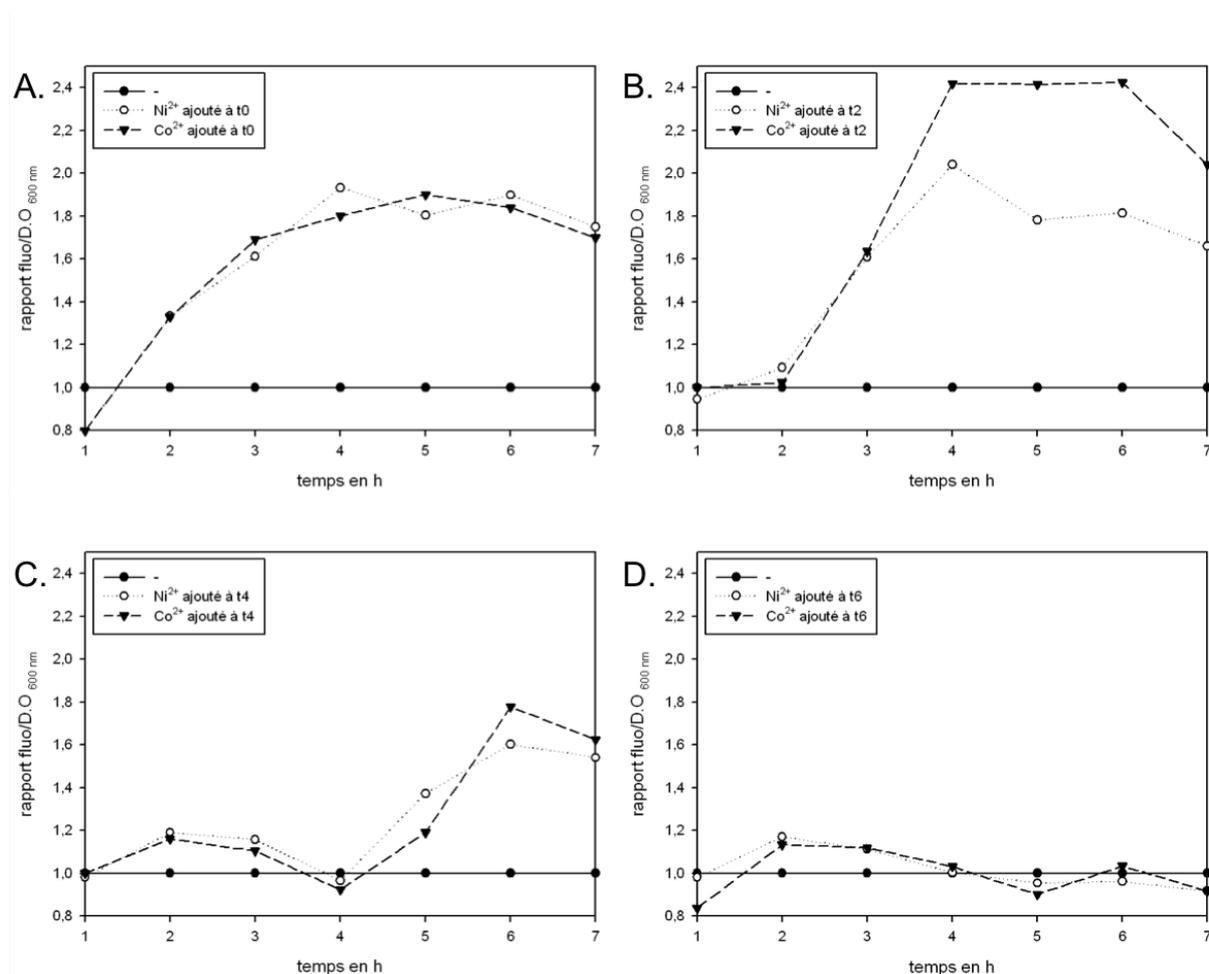 A.
-
Ni2+ ajouté à t0
Co2+ ajouté à t0
rapport fluo/D.O 600 nm
2,4
2,2
2,0
1,8
1,6
1,4
1,2
1,0
0,8
1 2 3 4 5 6 7
temps en h
B.
-
Ni2+ ajouté à t2
Co2+ ajouté à t2
rapport fluo/D.O 600 nm
2,4
2,2
2,0
1,8
1,6
1,4
1,2
1,0
0,8
1 2 3 4 5 6 7
temps en h
C.
-
Ni2+ ajouté à t4
Co2+ ajouté à t4
rapport fluo/D.O 600 nm
2,4
2,2
2,0
1,8
1,6
1,4
1,2
1,0
0,8
1 2 3 4 5 6 7
temps en h
D.
-
Ni2+ ajouté à t6
Co2+ ajouté à t6
rapport fluo/D.O 600 nm
2,4
2,2
2,0
1,8
1,6
1,4
1,2
1,0
0,8
1 2 3 4 5 6 7
temps en h